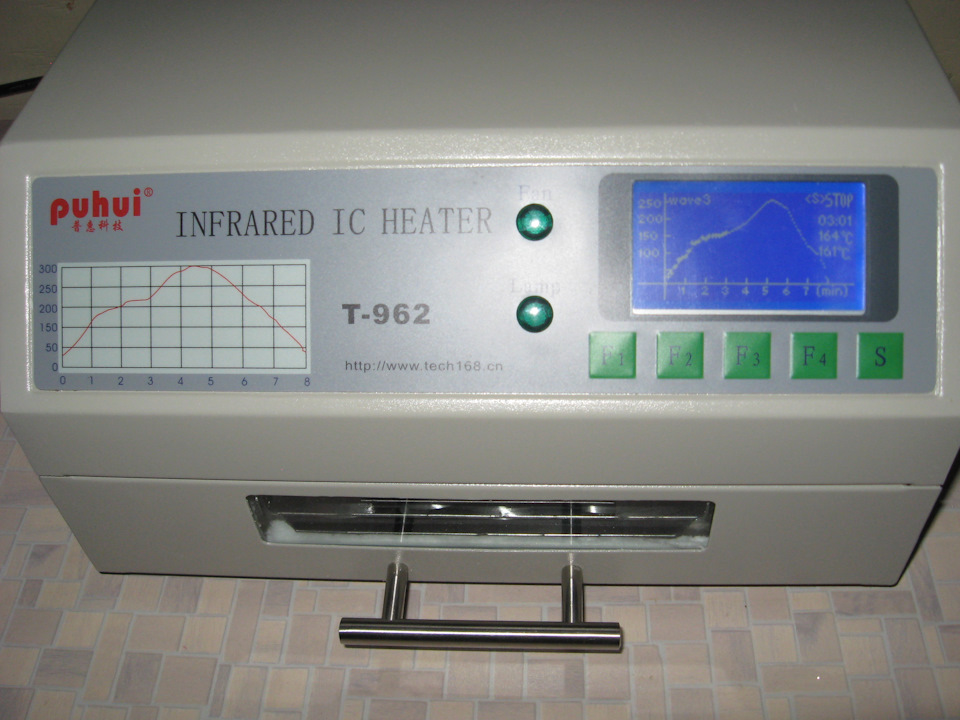 puhui®
普惠科技
INFRARED IC HEATER
300
250
200
150
50
0
0 1 2 3 4 5 6 7 8
T-962
http://www.tech168.cn
Fan
Lamp
250 wave3 <S>STOP
200 03:01
150 164℃
100 161℃
1 2 3 4 5 6 7 (min)
F1 F2 F3 F4 S